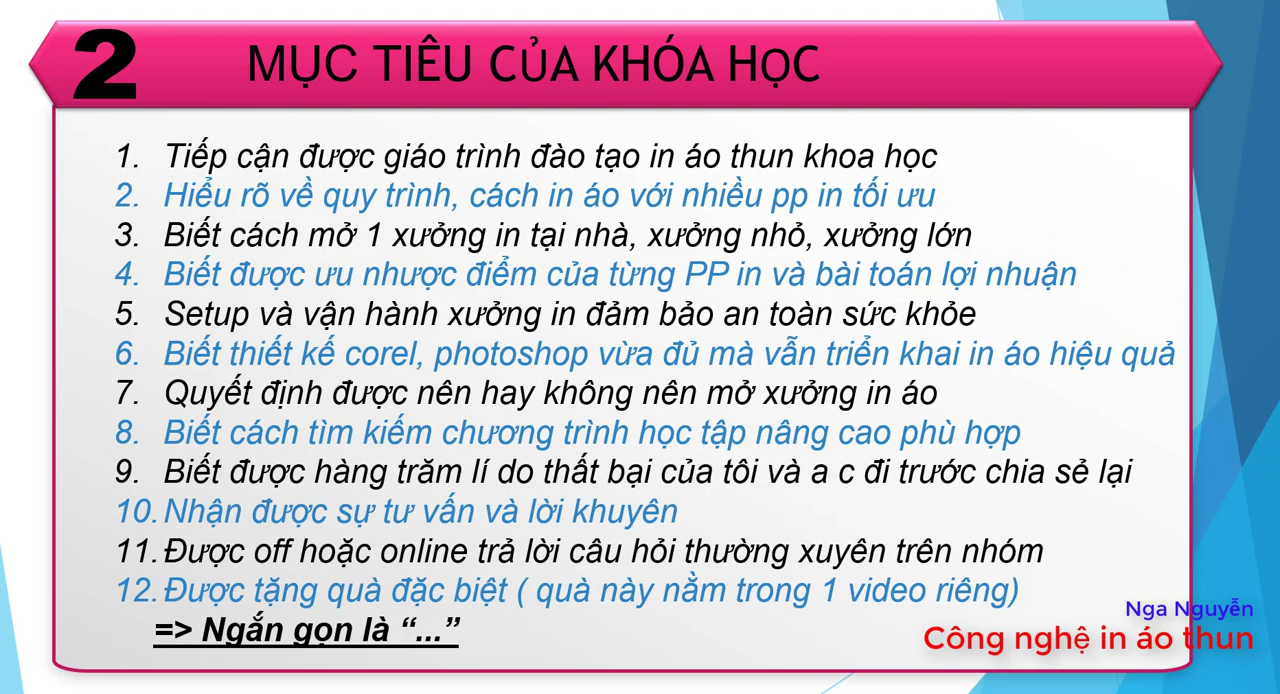 2 MỤC TIÊU CỦA KHÓA HỌC
1. Tiếp cận được giáo trình đào tạo in áo thun khoa học
2. Hiểu rõ về quy trình, cách in áo với nhiều pp in tối ưu
3. Biết cách mở 1 xưởng in tại nhà, xưởng nhỏ, xưởng lớn
4. Biết được ưu nhược điểm của từng PP in và bài toán lợi nhuận
5. Setup và vận hành xưởng in đảm bảo an toàn sức khỏe
6. Biết thiết kế corel, photoshop vừa đủ mà vẫn triển khai in áo hiệu quả
7. Quyết định được nên hay không nên mở xưởng in áo
8. Biết cách tìm kiếm chương trình học tập nâng cao phù hợp
9. Biết được hàng trăm lí do thất bại của tôi và a c đi trước chia sẻ lại
10. Nhận được sự tư vấn và lời khuyên
11. Được off hoặc online trả lời câu hỏi thường xuyên trên nhóm
12. Được tặng quà đặc biệt ( quà này nằm trong 1 video riêng)
=> Ngắn gọn là “...”
Nga Nguyễn
Công nghệ in áo thun